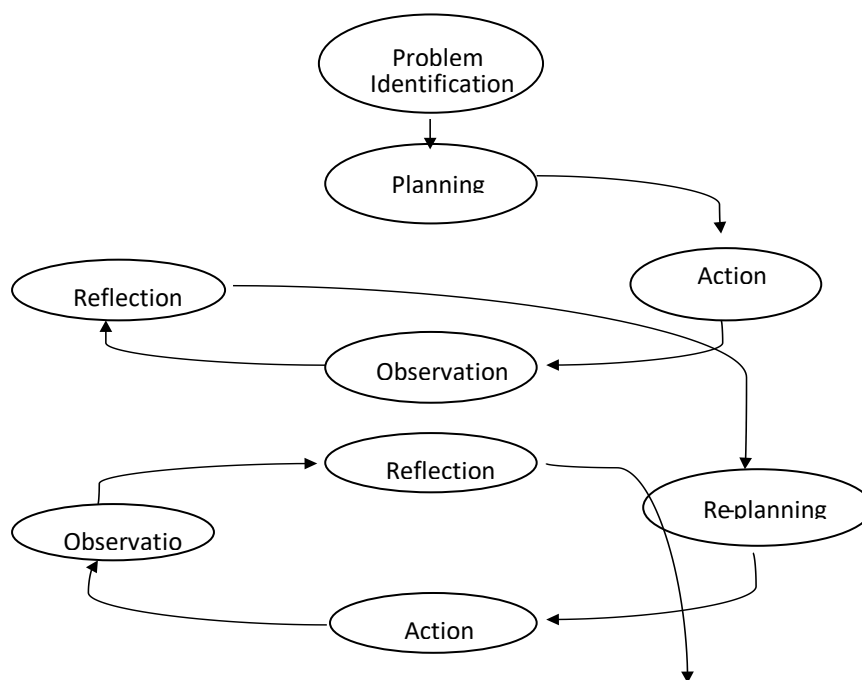 Problem
Identification
Planning
Action
Reflection
Observation
Reflection
Re-planning
Observatio
Action